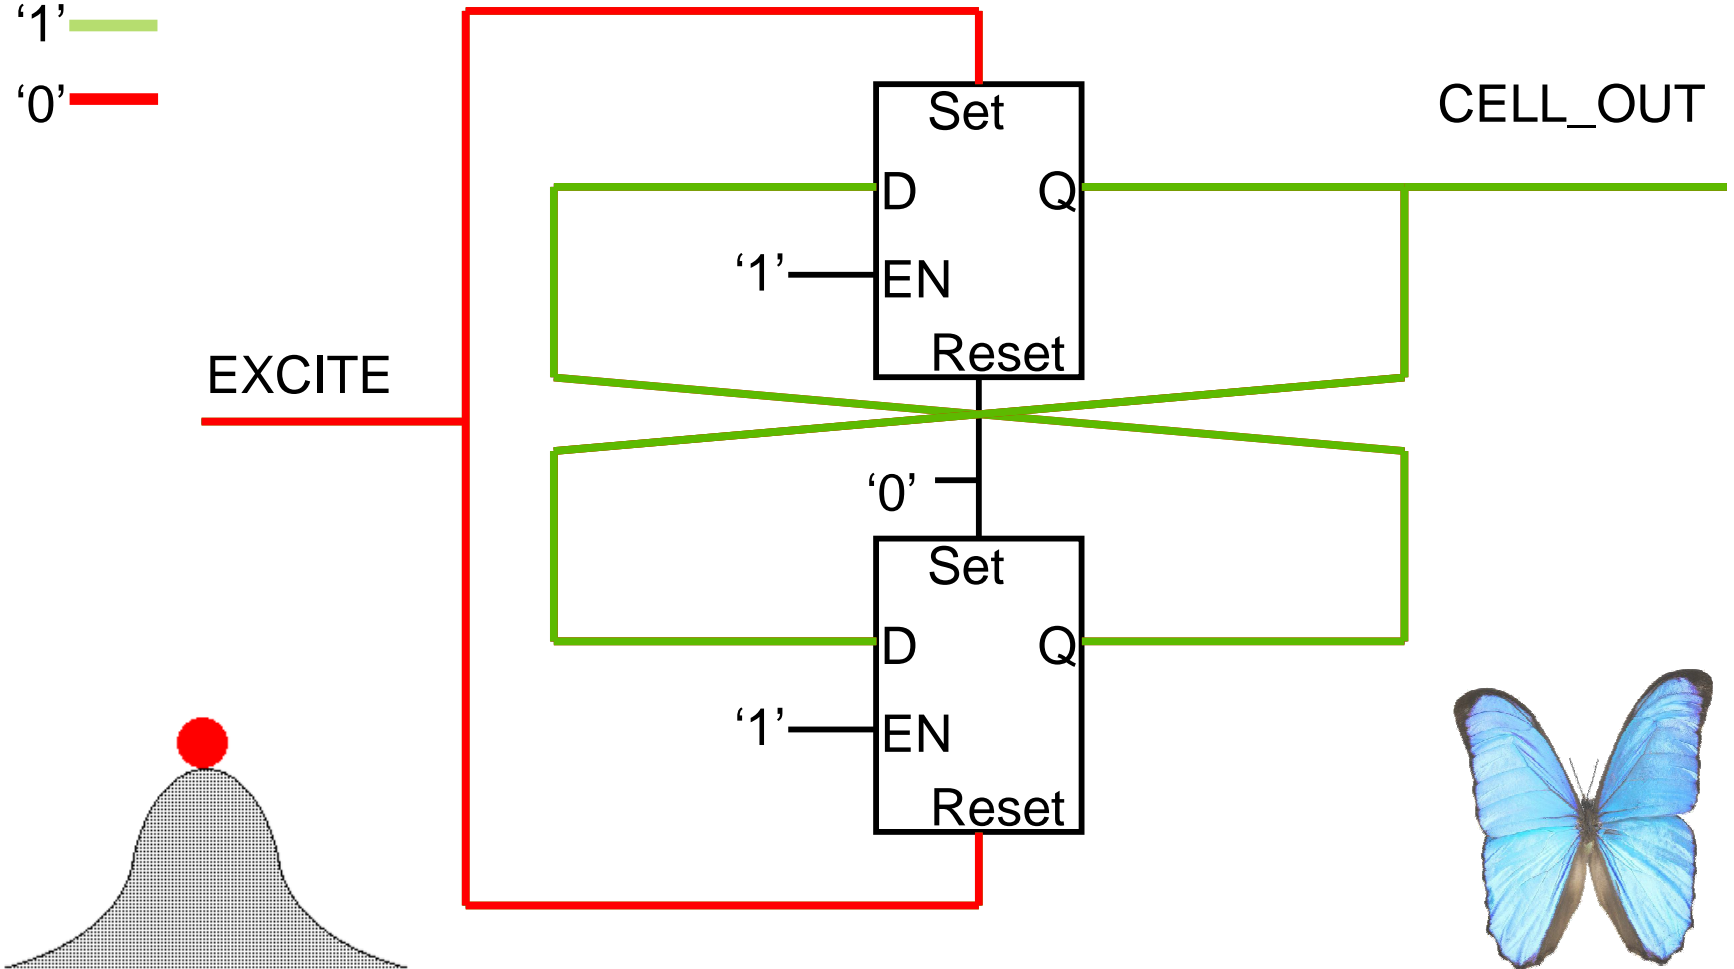 ‘1’
‘0’
Set
CELL_OUT
D
Q
‘1’
EN
Reset
EXCITE
‘0’
Set
D
Q
‘1’
EN
Reset